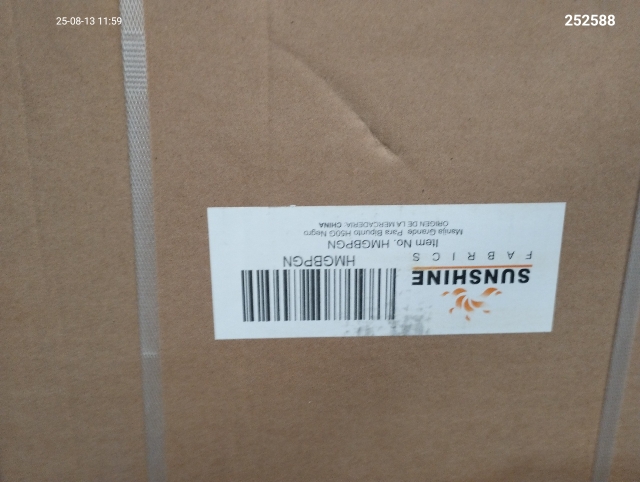 25-08-13 11:59
252588
SUNSHINE
FABRICS
HMGBPGN
Item No. HMGBPGN
Manija Grande Para Bipunto H50G Negro
ORIGEN DE LA MERCADERIA: CHINA